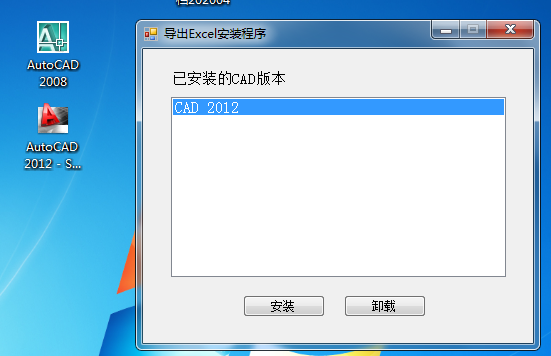 AutoCAD
2008
AutoCAD
2012 - S...
导出Excel安装程序
已安装的CAD版本
CAD 2012
安装
卸载